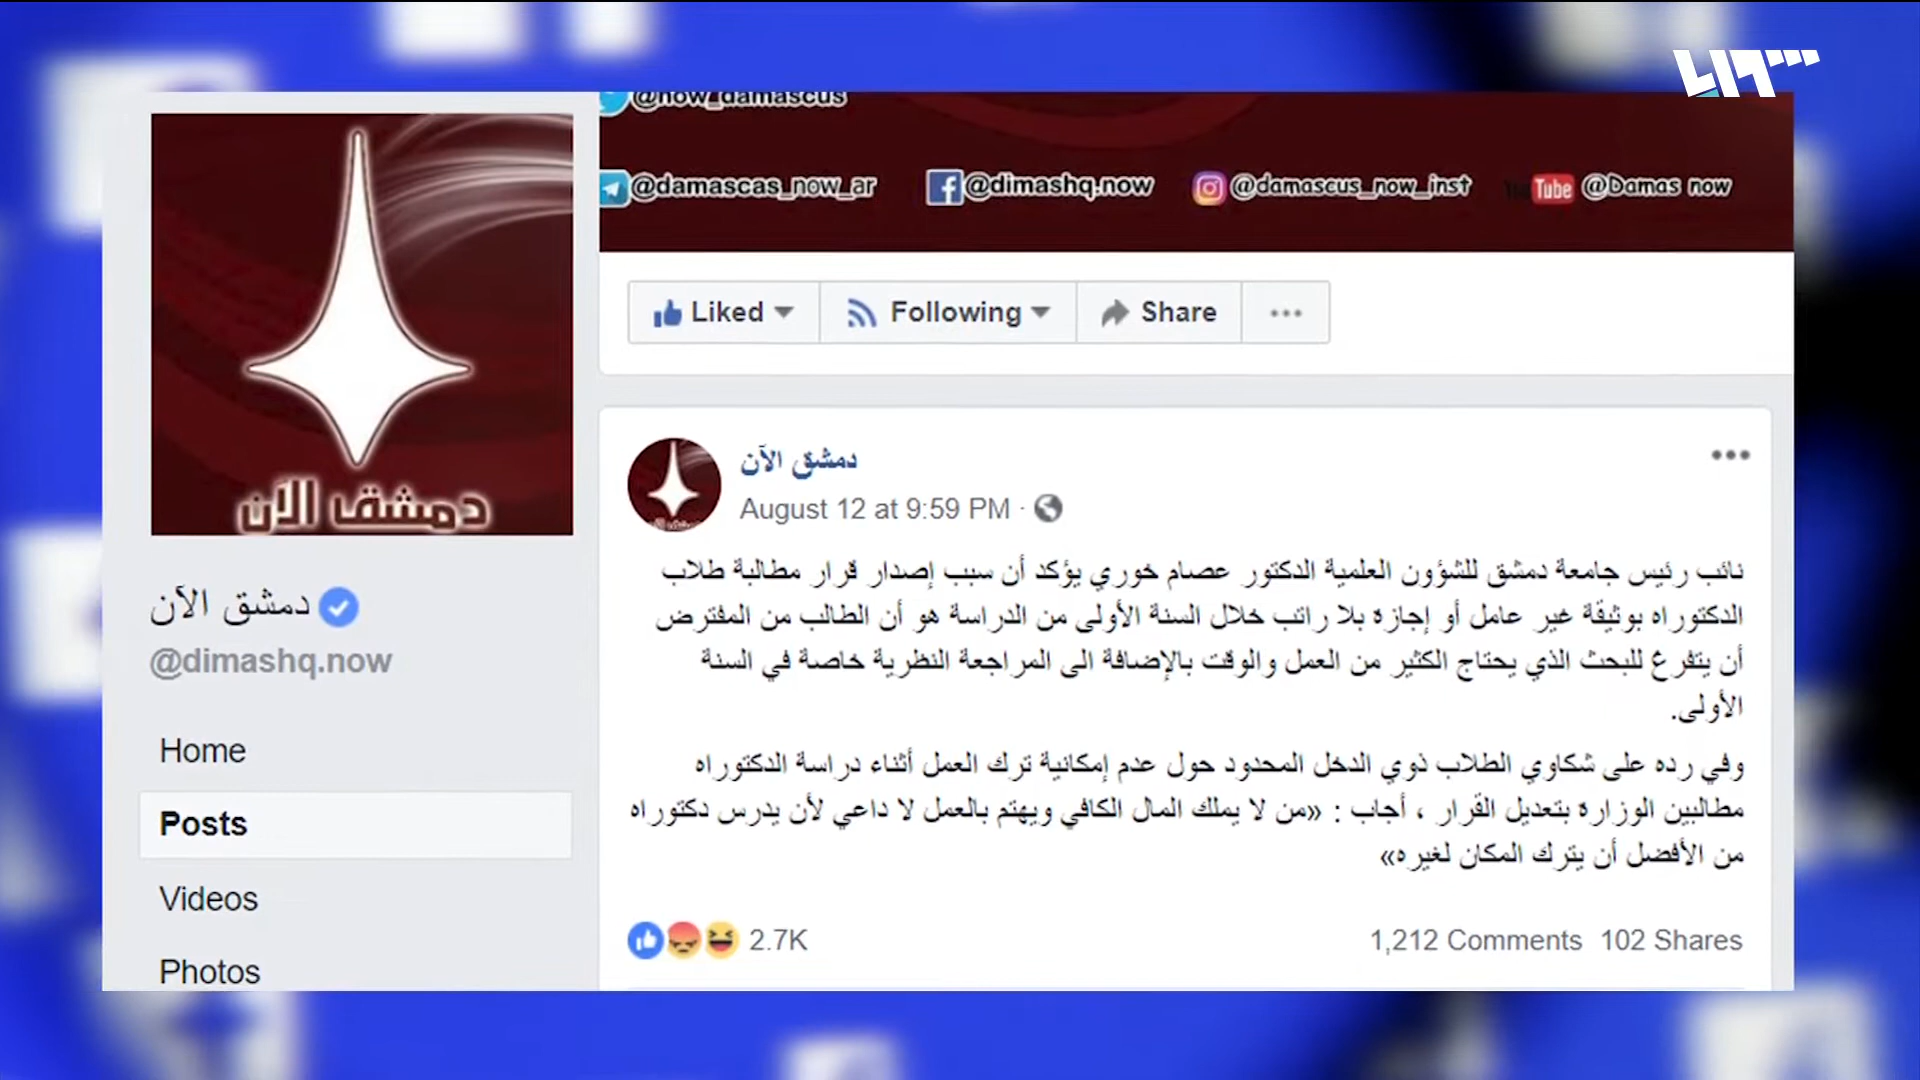 @now_damascus
@damascas_now_ar @dimashq.now @damascus_now_inst YouTube @Damas now
دمشق الآن
Liked Following Share
دمشق الآن
@dimashq.now
Home
Posts
Videos
Photos
دمشق الآن
August 12 at 9:59 PM ·
نائب رئيس جامعة دمشق للشؤون العلمية الدكتور عصام خوري يؤكد أن سبب إصدار قرار مطالبة طلاب
الدكتوراه بوثيقة غير عامل أو إجازه بلا راتب خلال السنة الأولى من الدراسة هو أن الطالب من المفترض
أن يتفرغ للبحث الذي يحتاج الكثير من العمل والوقت بالإضافة الى المراجعة النظرية خاصة في السنة
الأولى.
وفي رده على شكاوي الطلاب ذوي الدخل المحدود حول عدم إمكانية ترك العمل أثناء دراسة الدكتوراه
مطالبين الوزاره بتعديل القرار ، أجاب : «من لا يملك المال الكافي ويهتم بالعمل لا داعي لأن يدرس دكتوراه
من الأفضل أن يترك المكان لغيره»
2.7K
1,212 Comments 102 Shares